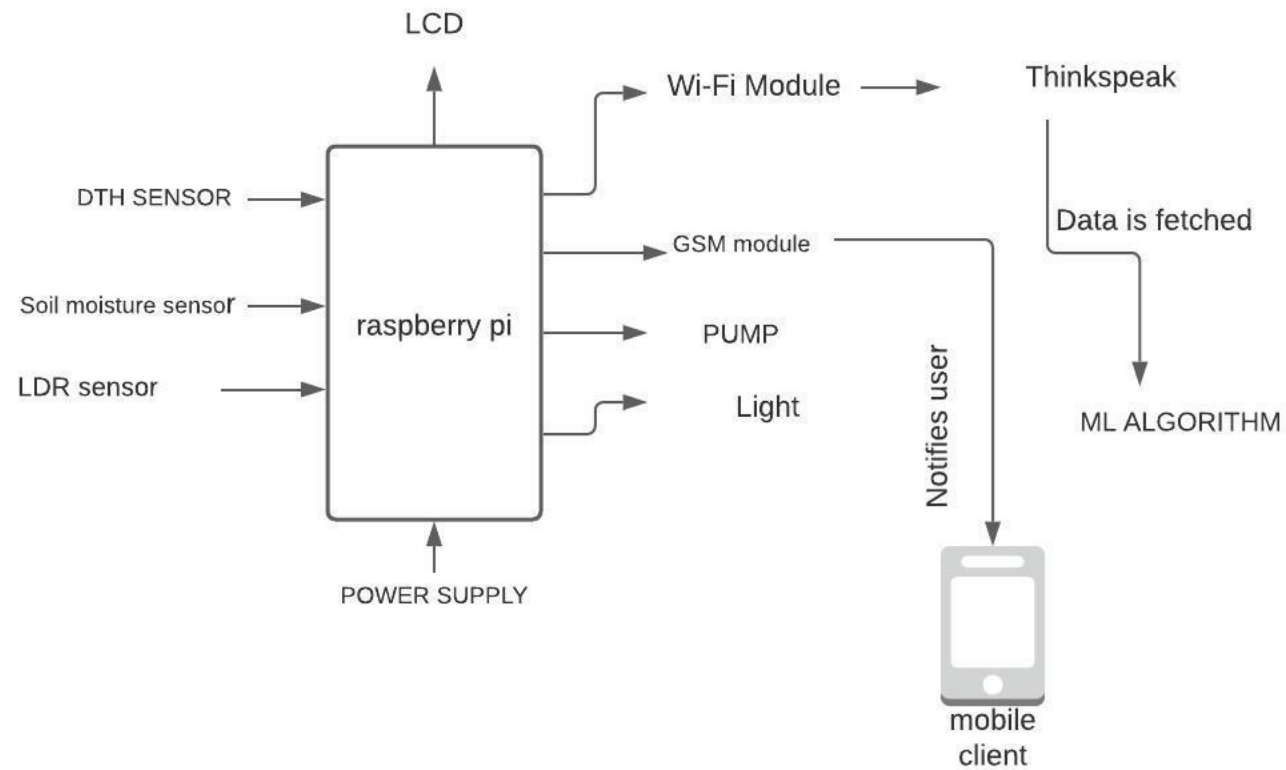 LCD
Wi-Fi Module
Thinkspeak
DTH SENSOR
Data is fetched
GSM module
Soil moisture sensor
raspberry pi
PUMP
LDR sensor
Light
Notifies user
ML ALGORITHM
POWER SUPPLY
mobile
client